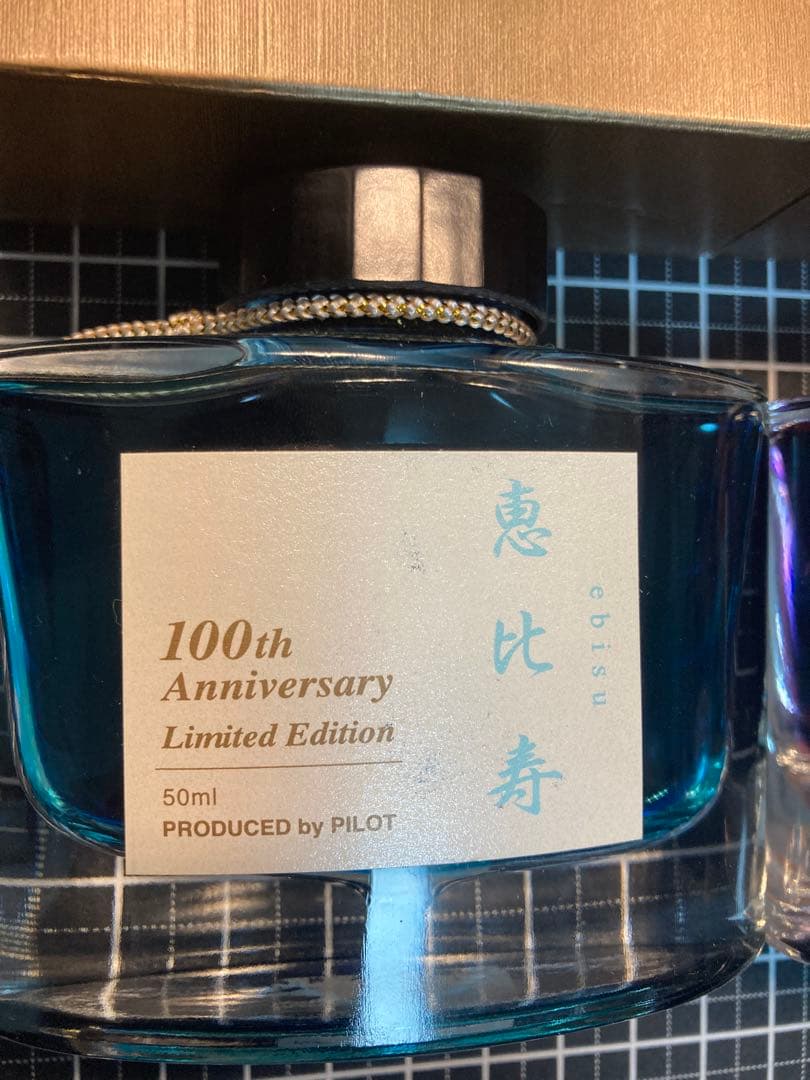 恵比寿
ebisu
100th
Anniversary
Limited Edition
50ml
PRODUCED by PILOT